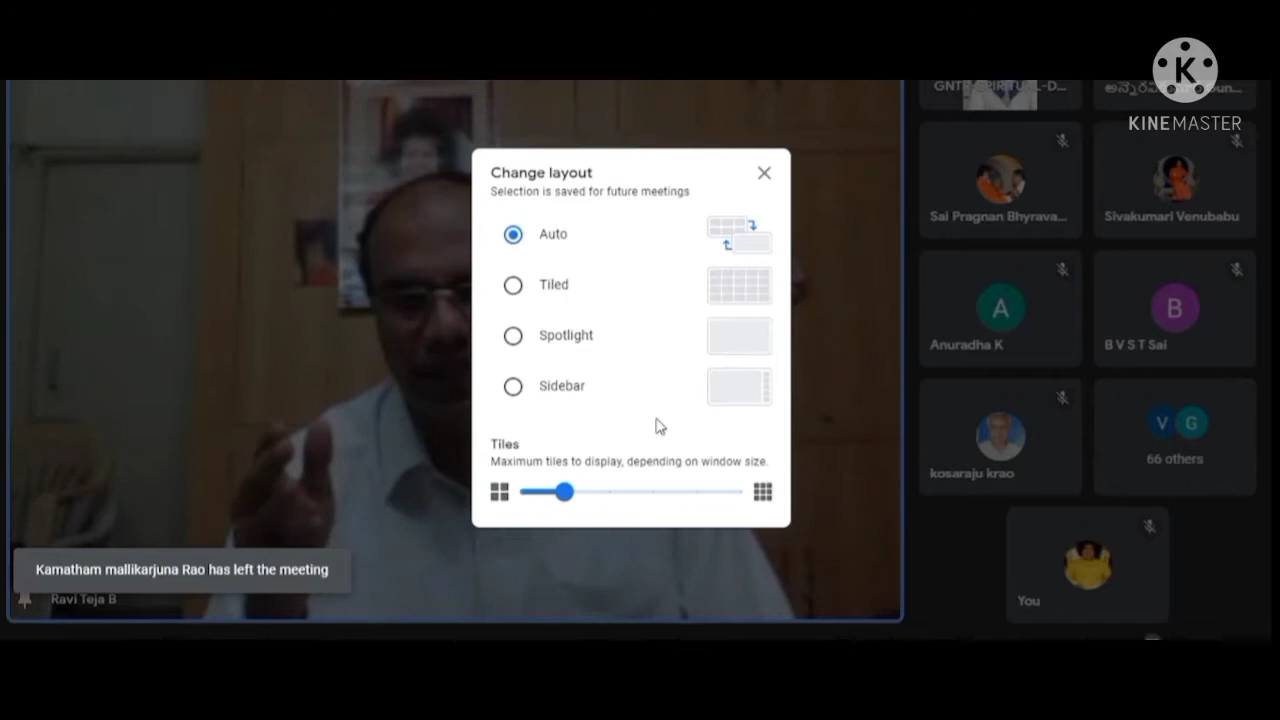 K
KINEMASTER
Change layout
Selection is saved for future meetings
Auto
Tiled
Spotlight
Sidebar
Tiles
Maximum tiles to display, depending on window size.
Sai Pragnan Bhyrava...
Sivakumari Venubabu
A
Anuradha K
B
B V S T Sai
kosaraju krao
V G
66 others
You
Kamatham mallikarjuna Rao has left the meeting
Ravi Teja B